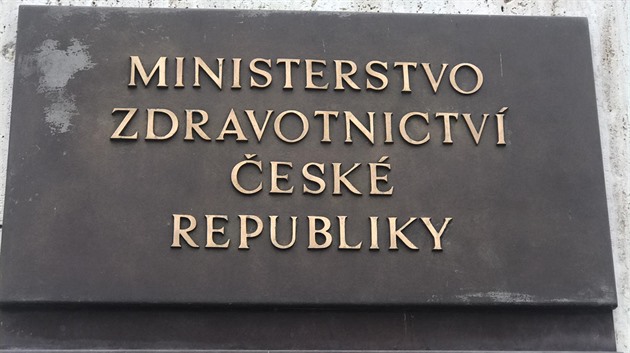 MINISTERSTVO
ZDRAVOTNICTVÍ
ČESKÉ
REPUBLIKY